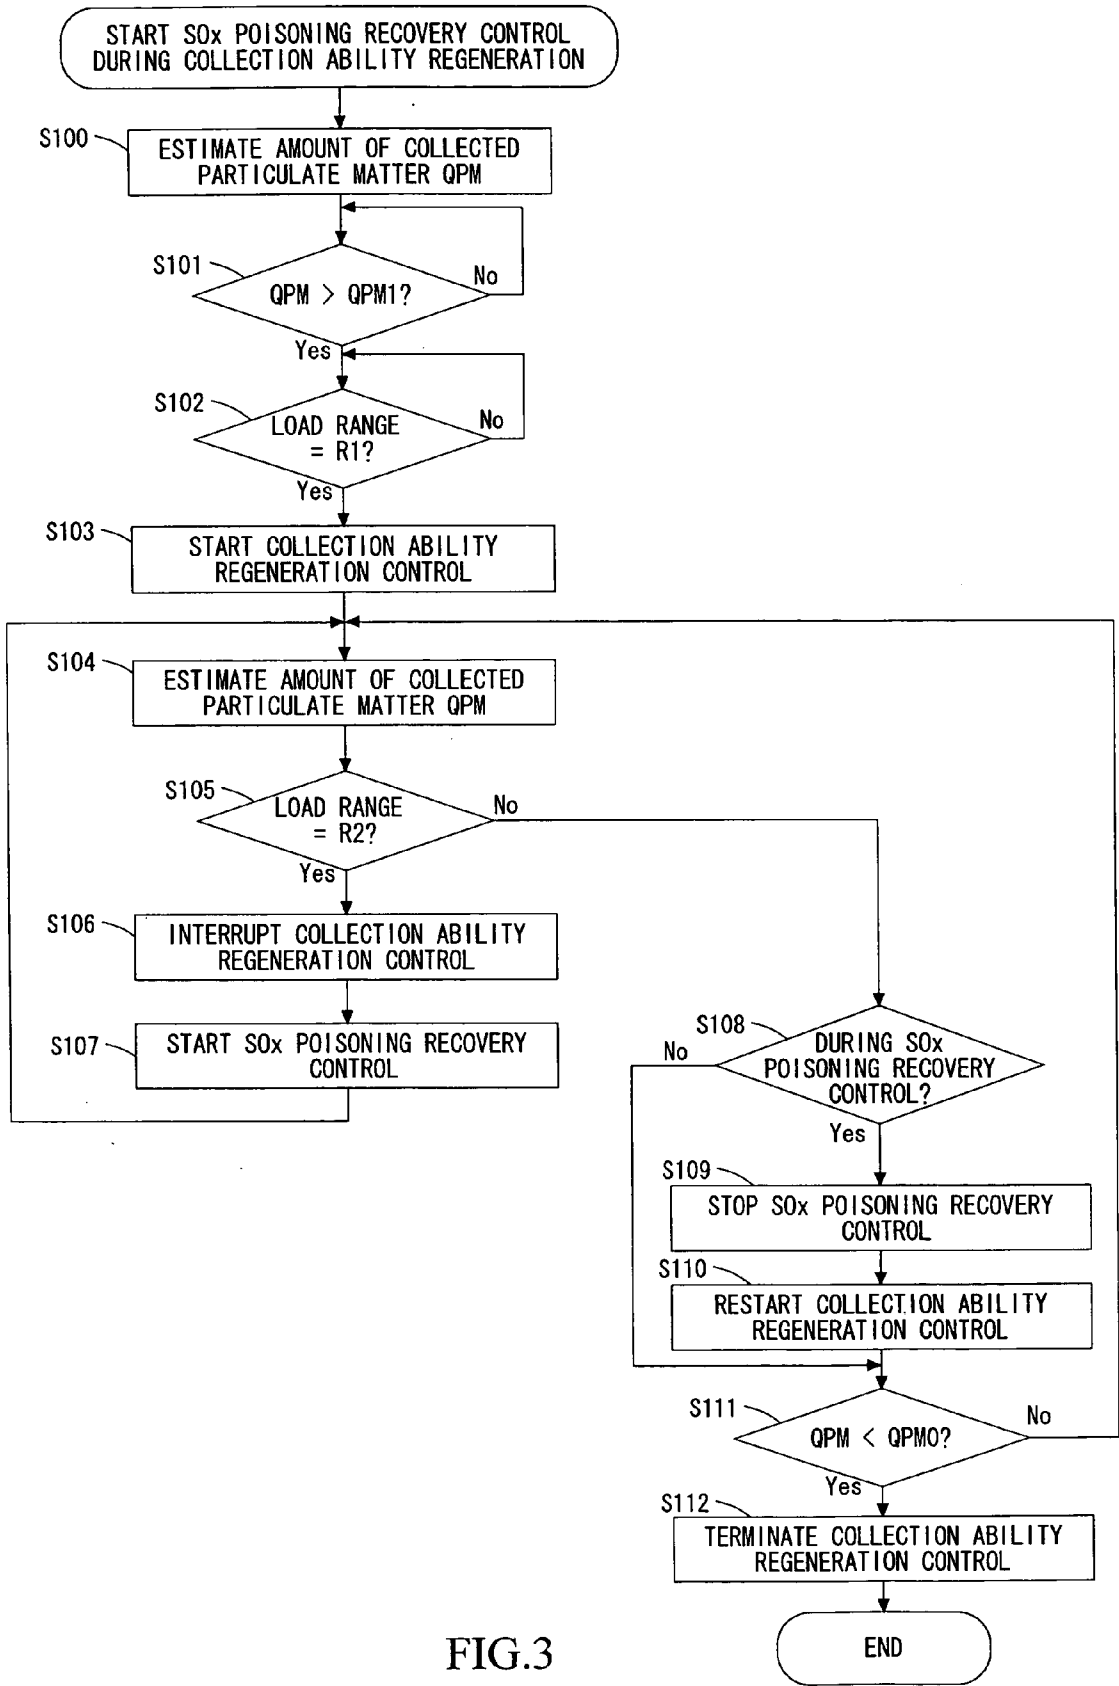 START SOx POISONING RECOVERY CONTROL
DURING COLLECTION ABILITY REGENERATION
S100
ESTIMATE AMOUNT OF COLLECTED
PARTICULATE MATTER QPM
S101
QPM > QPM1?
No
Yes
S102
LOAD RANGE
= R1?
No
Yes
S103
START COLLECTION ABILITY
REGENERATION CONTROL
S104
ESTIMATE AMOUNT OF COLLECTED
PARTICULATE MATTER QPM
S105
LOAD RANGE
= R2?
No
Yes
S106
INTERRUPT COLLECTION ABILITY
REGENERATION CONTROL
S107
START SOx POISONING RECOVERY
CONTROL
S108
DURING SOx
POISONING RECOVERY
CONTROL?
No
Yes
S109
STOP SOx POISONING RECOVERY
CONTROL
S110
RESTART COLLECTION ABILITY
REGENERATION CONTROL
S111
QPM < QPM0?
No
Yes
S112
TERMINATE COLLECTION ABILITY
REGENERATION CONTROL
END
FIG.3